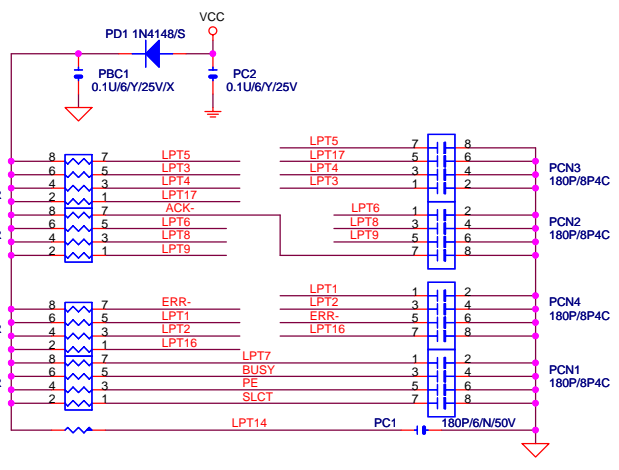 VCC
PD1 1N4148/S
PBC1
0.1U/6/Y/25V/X
PC2
0.1U/6/Y/25V
8 7 LPT5
6 5 LPT3
4 3 LPT4
2 1 LPT17
8 7 ACK-
6 5 LPT6
4 3 LPT8
2 1 LPT9
LPT5 7 8
LPT17 5 6
LPT4 3 4
LPT3 1 2
PCN3
180P/8P4C
LPT6 1 2
LPT8 3 4
LPT9 5 6
7 8
PCN2
180P/8P4C
8 7 ERR-
6 5 LPT1
4 3 LPT2
2 1 LPT16
LPT1 1 2
LPT2 3 4
ERR- 5 6
LPT16 7 8
PCN4
180P/8P4C
8 7 LPT7 1 2
6 5 BUSY 3 4
4 3 PE 5 6
2 1 SLCT 7 8
PCN1
180P/8P4C
LPT14 PC1 180P/6/N/50V